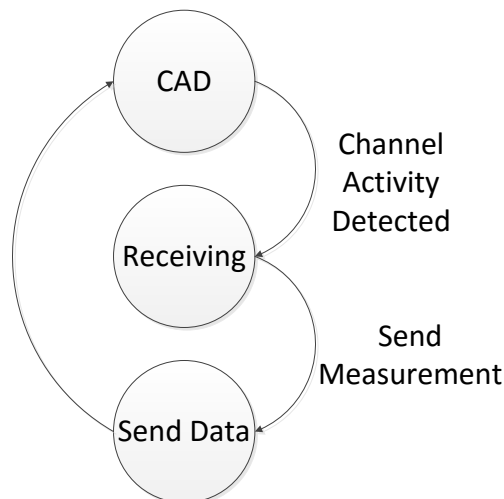 CAD
Channel
Activity
Detected
Receiving
Send
Measurement
Send Data